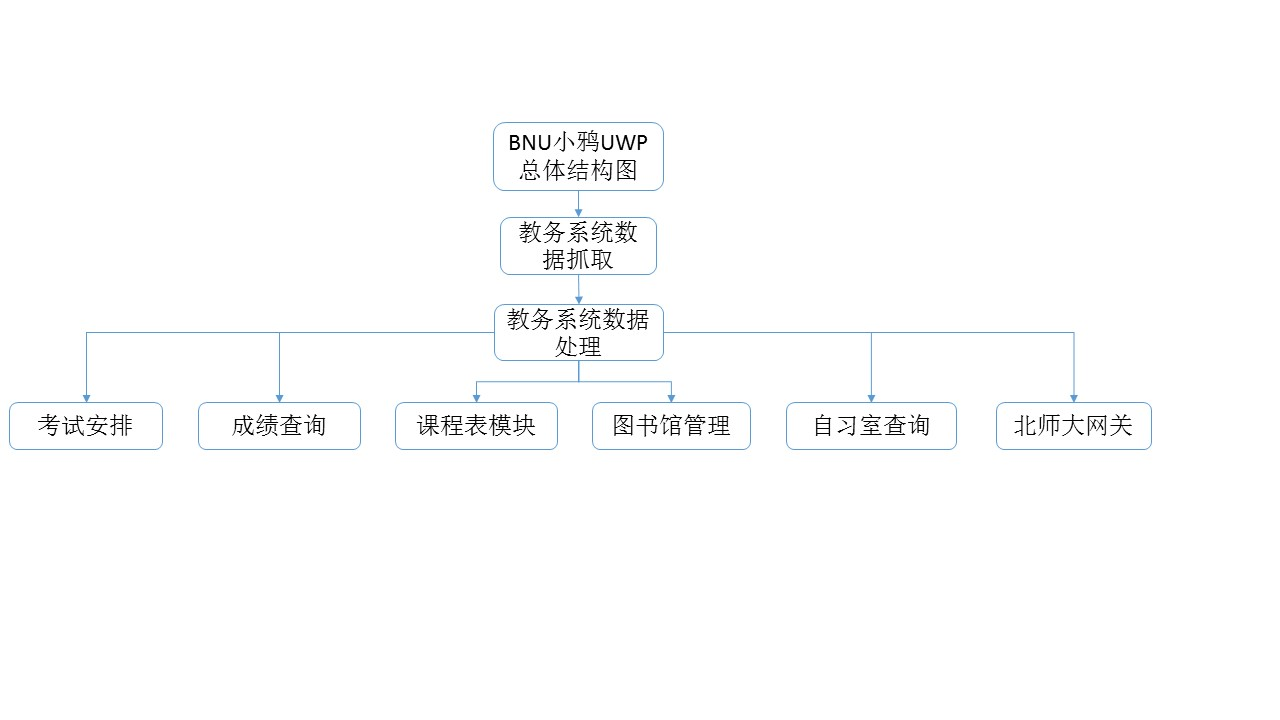 BNU小鸦UWP
总体结构图
教务系统数
据抓取
教务系统数据
处理
考试安排
成绩查询
课程表模块
图书馆管理
自习室查询
北师大网关